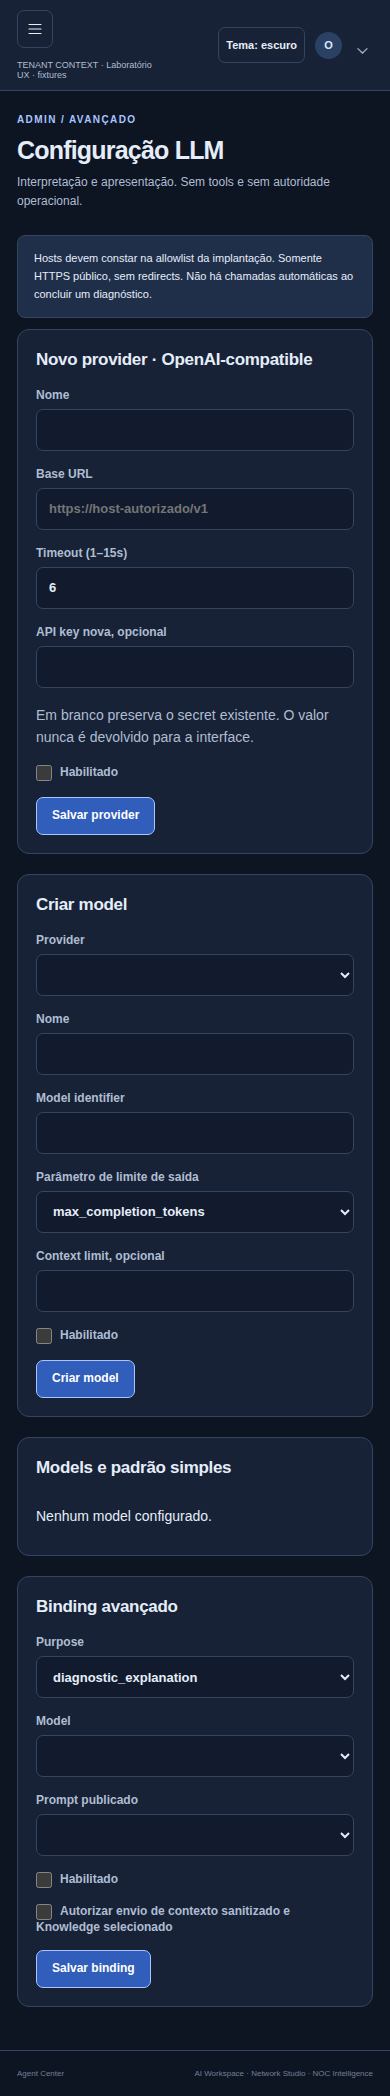 TENANT CONTEXT · Laboratório
UX · fixtures
Tema: escuro
O
ADMIN / AVANÇADO
Configuração LLM
Interpretação e apresentação. Sem tools e sem autoridade
operacional.
Hosts devem constar na allowlist da implantação. Somente
HTTPS público, sem redirects. Não há chamadas automáticas ao
concluir um diagnóstico.
Novo provider · OpenAI-compatible
Nome
Base URL
https://host-autorizado/v1
Timeout (1–15s)
6
API key nova, opcional
Em branco preserva o secret existente. O valor
nunca é devolvido para a interface.
Habilitado
Salvar provider
Criar model
Provider
Nome
Model identifier
Parâmetro de limite de saída
max_completion_tokens
Context limit, opcional
Habilitado
Criar model
Models e padrão simples
Nenhum model configurado.
Binding avançado
Purpose
diagnostic_explanation
Model
Prompt publicado
Habilitado
Autorizar envio de contexto sanitizado e
Knowledge selecionado
Salvar binding
Agent Center
AI Workspace · Network Studio · NOC Intelligence